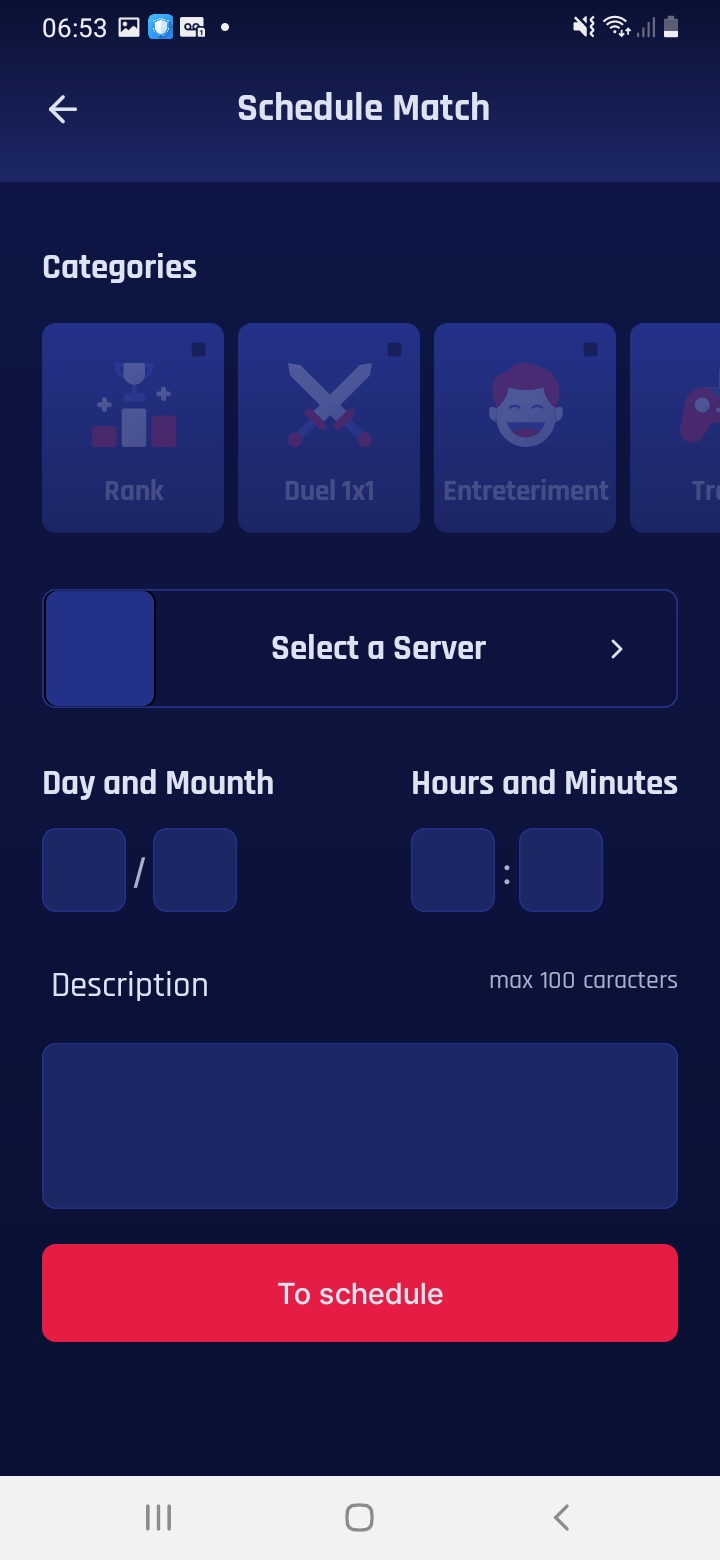 06:53
Schedule Match
Categories
Rank
Duel 1x1
Entreteriment
Tr
Select a Server
Day and Mounth
Hours and Minutes
/
:
Description
max 100 caracters
To schedule